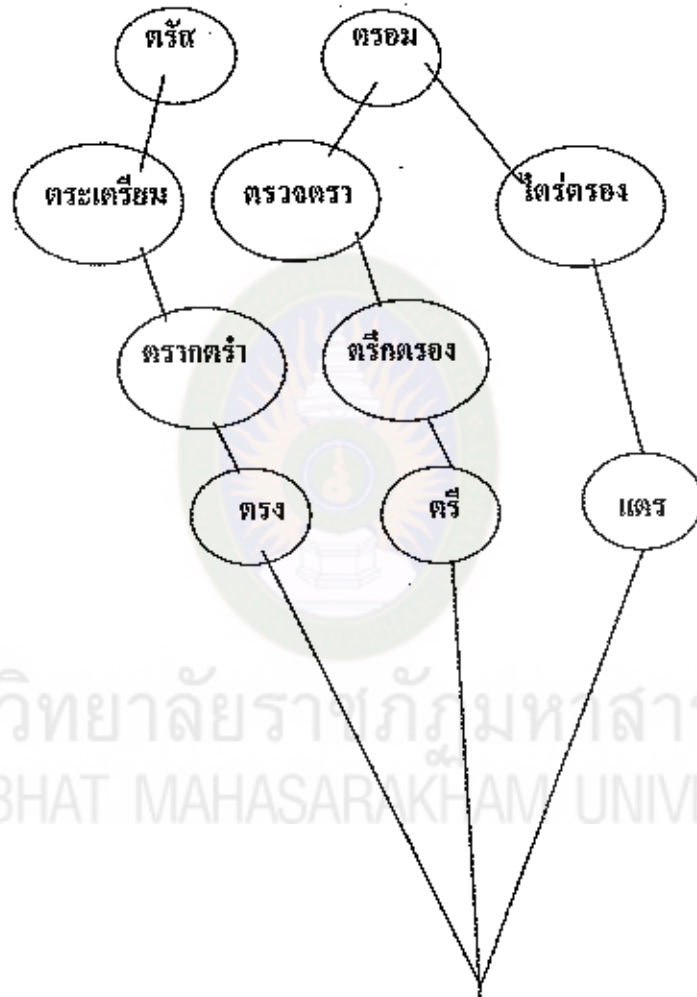 ตรัส ตรอม
ตระเตรียม ตรวจตรา ไตร่ตรอง
ตรากตรำ ตริ๊กตรอง
ตรง ตรี แตร
วิทยาลัยราชภัฏมหาสาร
BHAT MAHASARAKHAM UNIVE